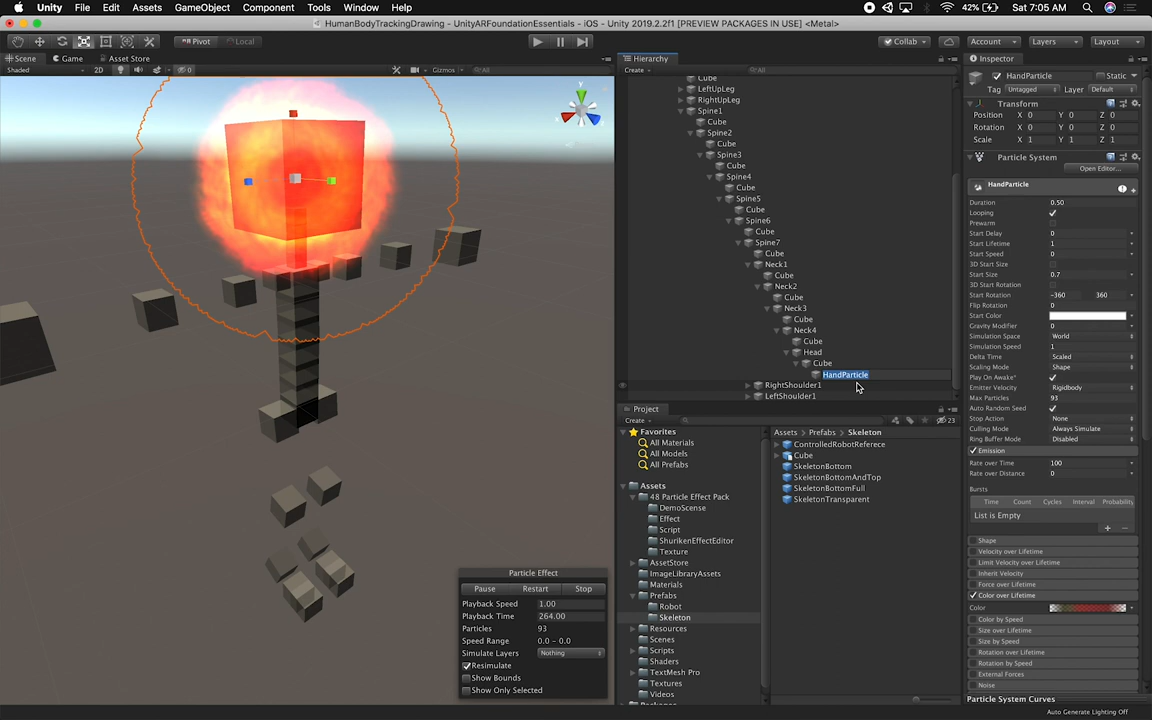 Unity File Edit Assets GameObject Component Tools Window Help 42% Sat 7:05 AM
HumanBodyTrackingDrawing - UnityARFoundationEssentials - iOS - Unity 2019.2.2f1 [PREVIEW PACKAGES IN USE] <Metal>
Pivot Local Collab Account Layers Layout
Scene Game Asset Store
Shaded 2D 0 Gizmos All
Hierarchy
Create All
Cube
LeftUpLeg
RightUpLeg
Spine1
Cube
Spine2
Cube
Spine3
Cube
Spine4
Cube
Spine5
Cube
Spine6
Cube
Spine7
Cube
Neck1
Cube
Neck2
Cube
Neck3
Cube
Neck4
Cube
Head
Cube
HandParticle
RightShoulder1
LeftShoulder1
Project
Create 23
Favorites
All Materials
All Models
All Prefabs
Assets
48 Particle Effect Pack
DemoScense
Effect
Script
ShurikenEffectEditor
Texture
AssetStore
ImageLibraryAssets
Materials
Prefabs
Robot
Skeleton
Resources
Scenes
Scripts
Shaders
TextMesh Pro
Textures
Videos
Assets Prefabs Skeleton
ControlledRobotReferece
Cube
SkeletonBottom
SkeletonBottomAndTop
SkeletonBottomFull
SkeletonTransparent
Particle Effect
Pause Restart Stop
Playback Speed 1.00
Playback Time 264.00
Particles 93
Speed Range 0.0 - 0.0
Simulate Layers Nothing
Resimulate
Show Bounds
Show Only Selected
Inspector
HandParticle Static
Tag Untagged Layer Default
Transform
Position X 0 Y 0 Z 0
Rotation X 0 Y 0 Z 0
Scale X 1 Y 1 Z 1
Particle System
Open Editor...
HandParticle
Duration 0.50
Looping
Prewarm
Start Delay 0
Start Lifetime 1
Start Speed 0
3D Start Size
Start Size 0.7
3D Start Rotation
Start Rotation -360 360
Flip Rotation 0
Start Color
Gravity Modifier 0
Simulation Space World
Simulation Speed 1
Delta Time Scaled
Scaling Mode Shape
Play On Awake*
Emitter Velocity Rigidbody
Max Particles 93
Auto Random Seed
Stop Action None
Culling Mode Always Simulate
Ring Buffer Mode Disabled
Emission
Rate over Time 100
Rate over Distance 0
Bursts
Time Count Cycles Interval Probability
List is Empty
Shape
Velocity over Lifetime
Limit Velocity over Lifetime
Inherit Velocity
Force over Lifetime
Color over Lifetime
Color
Color by Speed
Size over Lifetime
Size by Speed
Rotation over Lifetime
Rotation by Speed
External Forces
Noise
Particle System Curves
Auto Generate Lighting Off